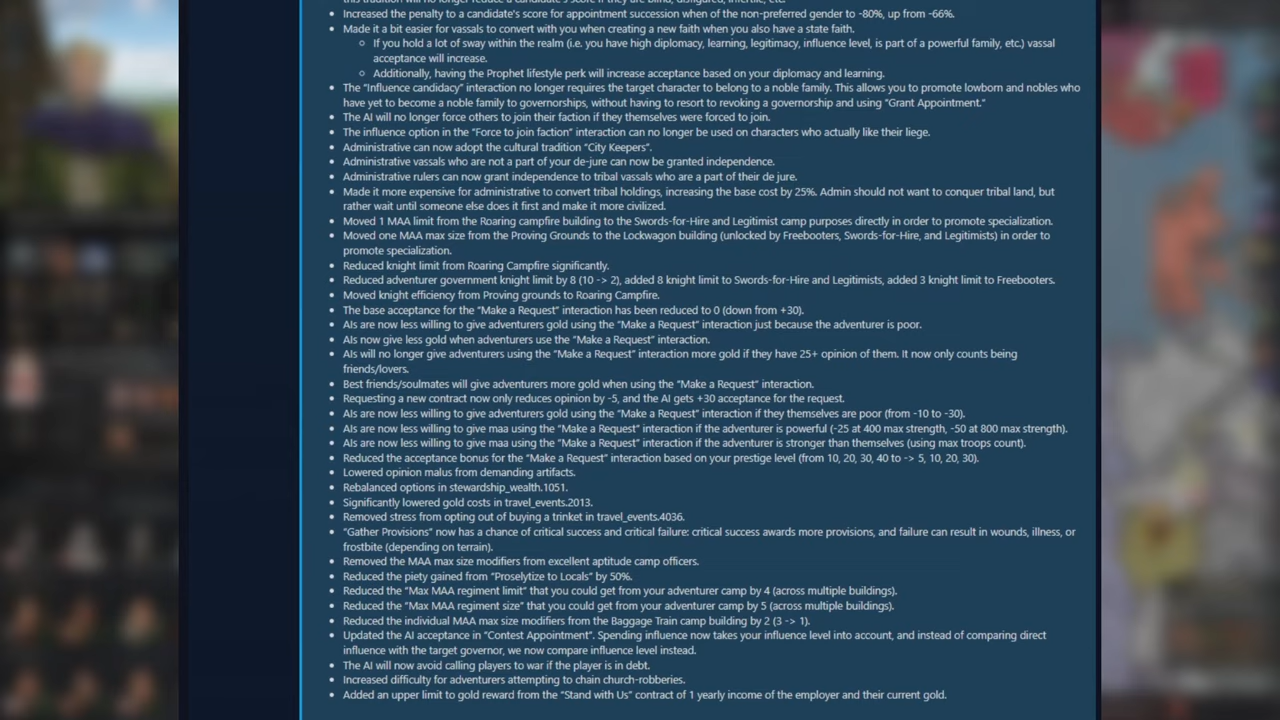 this tradition will no longer reduce a candidate's score if they are blind, disfigured, infertile, etc.
• Increased the penalty to a candidate's score for appointment succession when of the non-preferred gender to -80%, up from -66%.
• Made it a bit easier for vassals to convert with you when creating a new faith when you also have a state faith.
○ If you hold a lot of sway within the realm (i.e. you have high diplomacy, learning, legitimacy, influence level, is part of a powerful family, etc.) vassal
acceptance will increase.
○ Additionally, having the Prophet lifestyle perk will increase acceptance based on your diplomacy and learning.
• The “Influence candidacy” interaction no longer requires the target character to belong to a noble family. This allows you to promote lowborn and nobles who
have yet to become a noble family to governorships, without having to resort to revoking a governorship and using “Grant Appointment.”
• The AI will no longer force others to join their faction if they themselves were forced to join.
• The influence option in the “Force to join faction” interaction can no longer be used on characters who actually like their liege.
• Administrative can now adopt the cultural tradition “City Keepers”.
• Administrative vassals who are not a part of your de-jure can now be granted independence.
• Administrative rulers can now grant independence to tribal vassals who are a part of their de jure.
• Made it more expensive for administrative to convert tribal holdings, increasing the base cost by 25%. Admin should not want to conquer tribal land, but
rather wait until someone else does it first and make it more civilized.
• Moved 1 MAA limit from the Roaring campfire building to the Swords-for-Hire and Legitimist camp purposes directly in order to promote specialization.
• Moved one MAA max size from the Proving Grounds to the Lockwagon building (unlocked by Freebooters, Swords-for-Hire, and Legitimists) in order to
promote specialization.
• Reduced knight limit from Roaring Campfire significantly.
• Reduced adventurer government knight limit by 8 (10 -> 2), added 8 knight limit to Swords-for-Hire and Legitimists, added 3 knight limit to Freebooters.
• Moved knight efficiency from Proving grounds to Roaring Campfire.
• The base acceptance for the “Make a Request” interaction has been reduced to 0 (down from +30).
• AIs are now less willing to give adventurers gold using the “Make a Request” interaction just because the adventurer is poor.
• AIs now give less gold when adventurers use the “Make a Request” interaction.
• AIs will no longer give adventurers using the “Make a Request” interaction more gold if they have 25+ opinion of them. It now only counts being
friends/lovers.
• Best friends/soulmates will give adventurers more gold when using the “Make a Request” interaction.
• Requesting a new contract now only reduces opinion by -5, and the AI gets +30 acceptance for the request.
• AIs are now less willing to give adventurers gold using the “Make a Request” interaction if they themselves are poor (from -10 to -30).
• AIs are now less willing to give maa using the “Make a Request” interaction if the adventurer is powerful (-25 at 400 max strength, -50 at 800 max strength).
• AIs are now less willing to give maa using the “Make a Request” interaction if the adventurer is stronger than themselves (using max troops count).
• Reduced the acceptance bonus for the “Make a Request” interaction based on your prestige level (from 10, 20, 30, 40 to -> 5, 10, 20, 30).
• Lowered opinion malus from demanding artifacts.
• Rebalanced options in stewardship_wealth.1051.
• Significantly lowered gold costs in travel_events.2013.
• Removed stress from opting out of buying a trinket in travel_events.4036.
• “Gather Provisions” now has a chance of critical success and critical failure: critical success awards more provisions, and failure can result in wounds, illness, or
frostbite (depending on terrain).
• Removed the MAA max size modifiers from excellent aptitude camp officers.
• Reduced the piety gained from “Proselytize to Locals” by 50%.
• Reduced the “Max MAA regiment limit” that you could get from your adventurer camp by 4 (across multiple buildings).
• Reduced the “Max MAA regiment size” that you could get from your adventurer camp by 5 (across multiple buildings).
• Reduced the individual MAA max size modifiers from the Baggage Train camp building by 2 (3 -> 1).
• Updated the AI acceptance in “Contest Appointment”. Spending influence now takes your influence level into account, and instead of comparing direct
influence with the target governor, we now compare influence level instead.
• The AI will now avoid calling players to war if the player is in debt.
• Increased difficulty for adventurers attempting to chain church-robberies.
• Added an upper limit to gold reward from the “Stand with Us” contract of 1 yearly income of the employer and their current gold.